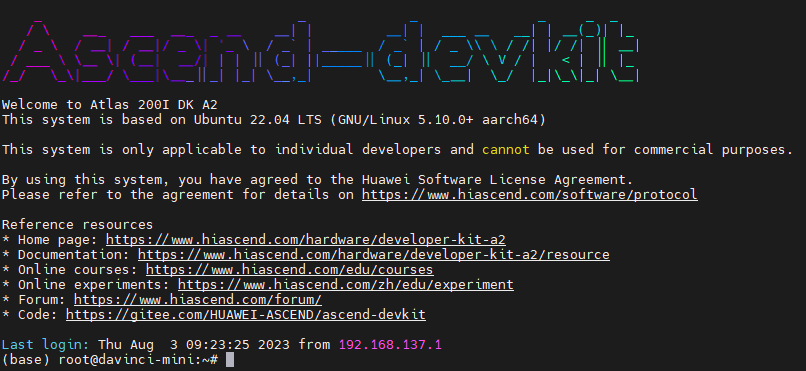 Ascend-devkit
Welcome to Atlas 200I DK A2
This system is based on Ubuntu 22.04 LTS (GNU/Linux 5.10.0+ aarch64)
This system is only applicable to individual developers and cannot be used for commercial purposes.
By using this system, you have agreed to the Huawei Software License Agreement.
Please refer to the agreement for details on https://www.hiascend.com/software/protocol
Reference resources
* Home page: https://www.hiascend.com/hardware/developer-kit-a2
* Documentation: https://www.hiascend.com/hardware/developer-kit-a2/resource
* Online courses: https://www.hiascend.com/edu/courses
* Online experiments: https://www.hiascend.com/zh/edu/experiment
* Forum: https://www.hiascend.com/forum/
* Code: https://gitee.com/HUAWEI-ASCEND/ascend-devkit
Last login: Thu Aug  3 09:23:25 2023 from 192.168.137.1
(base) root@davinci-mini:~#